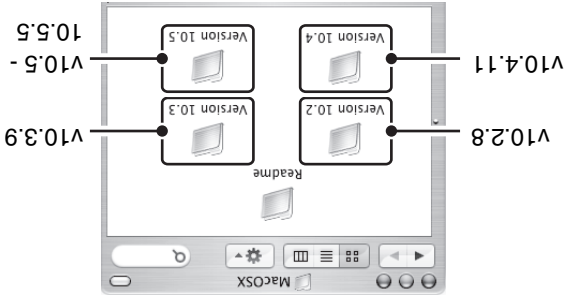 MacOSX
Readme
v10.2.8
Version 10.2
Version 10.3
v10.3.9
v10.4.11
Version 10.4
Version 10.5
v10.5 -
10.5.5